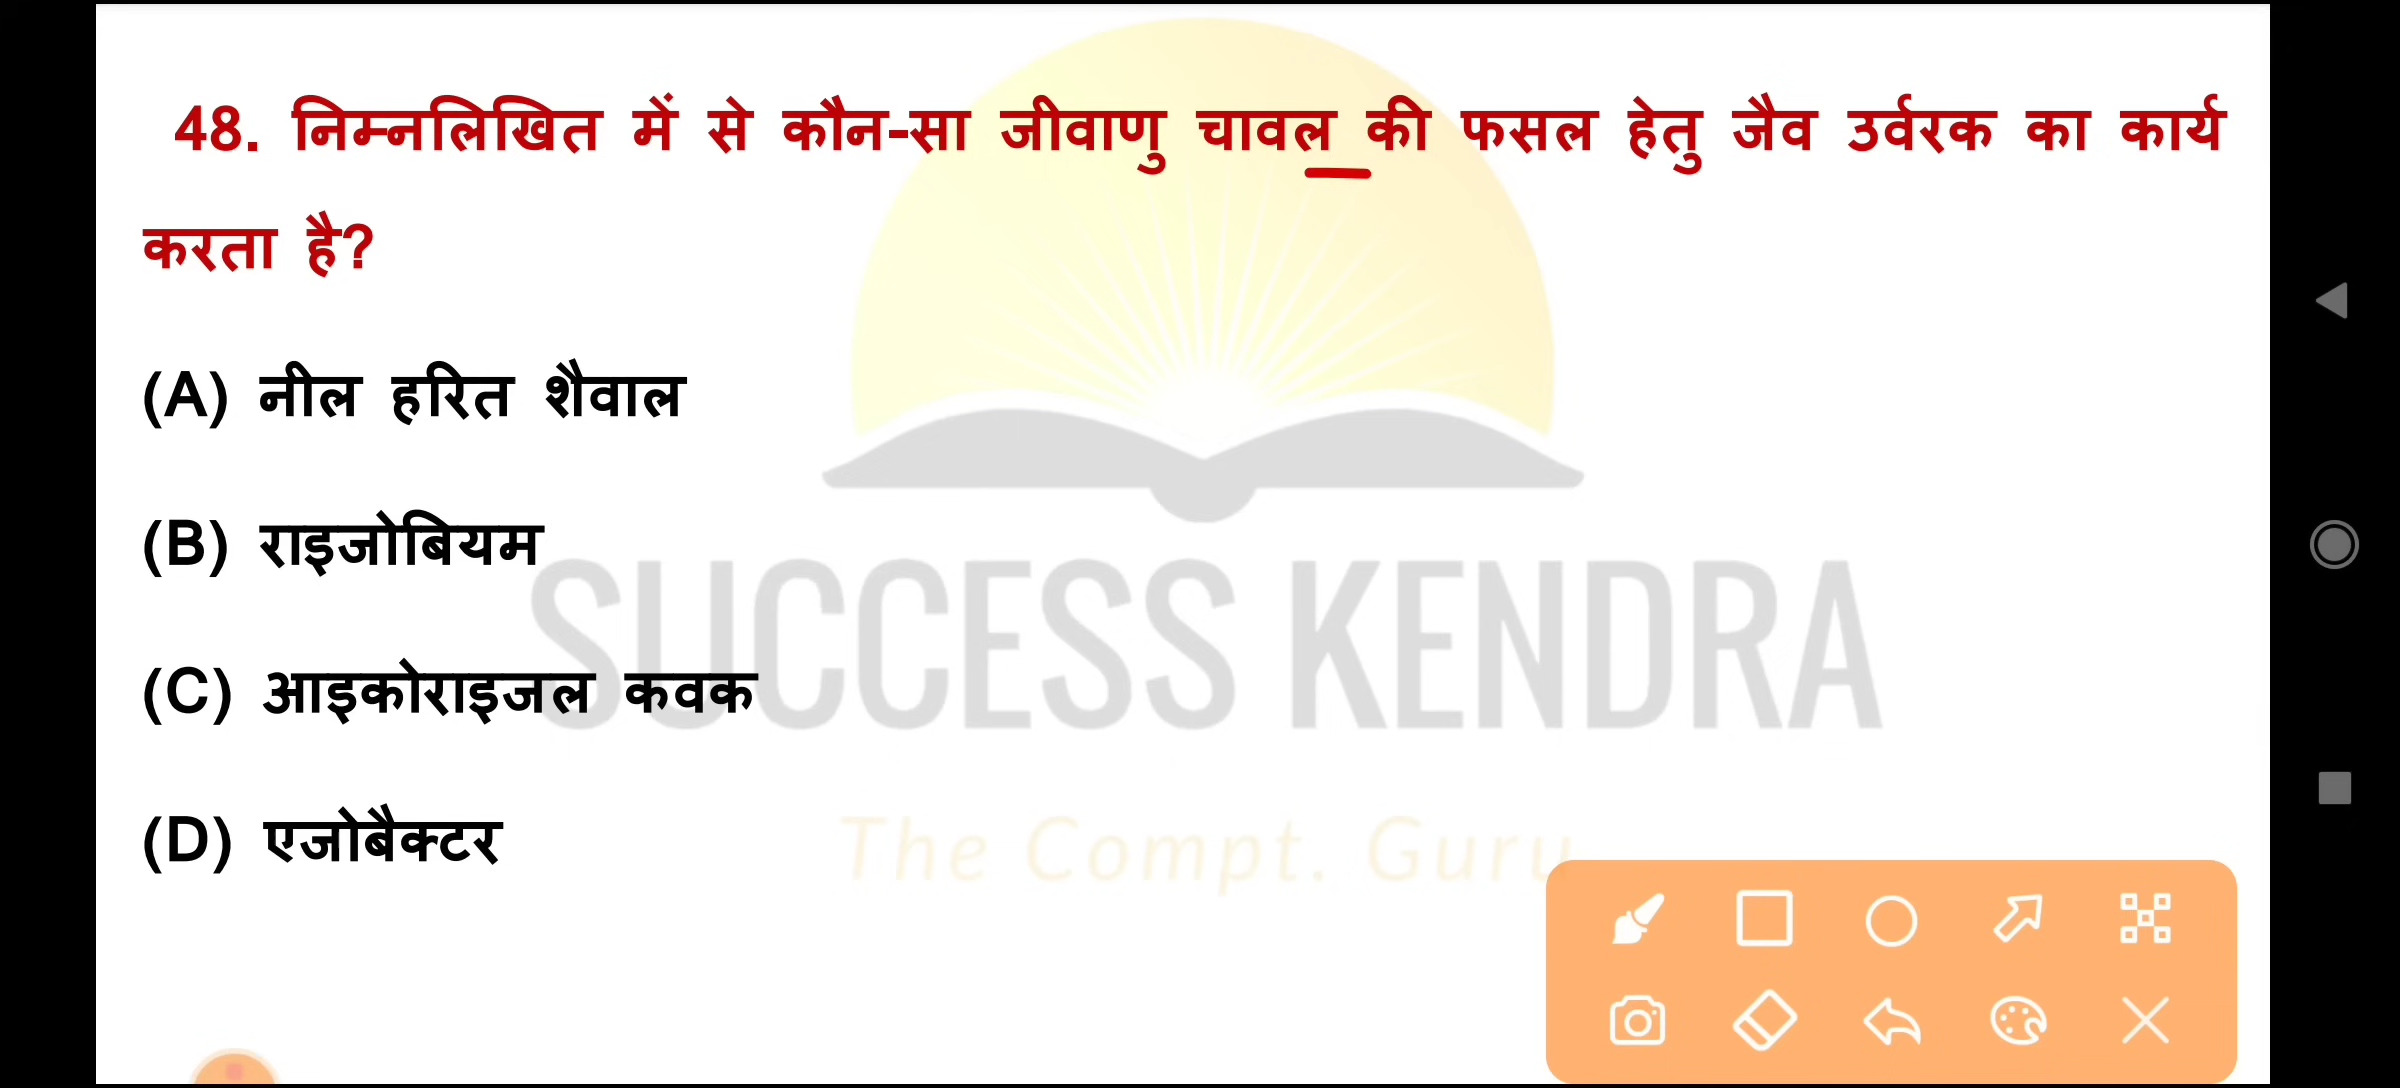 48. निम्नलिखित में से कौन-सा जीवाणु चावल की फसल हेतु जैव उर्वरक का कार्य
करता है?
(A) नील हरित शैवाल
(B) राइजोबियम
(C) आइकोराइजल कवक
(D) एजोबैक्टर
SUCCESS KENDRA
The Compt. Guru